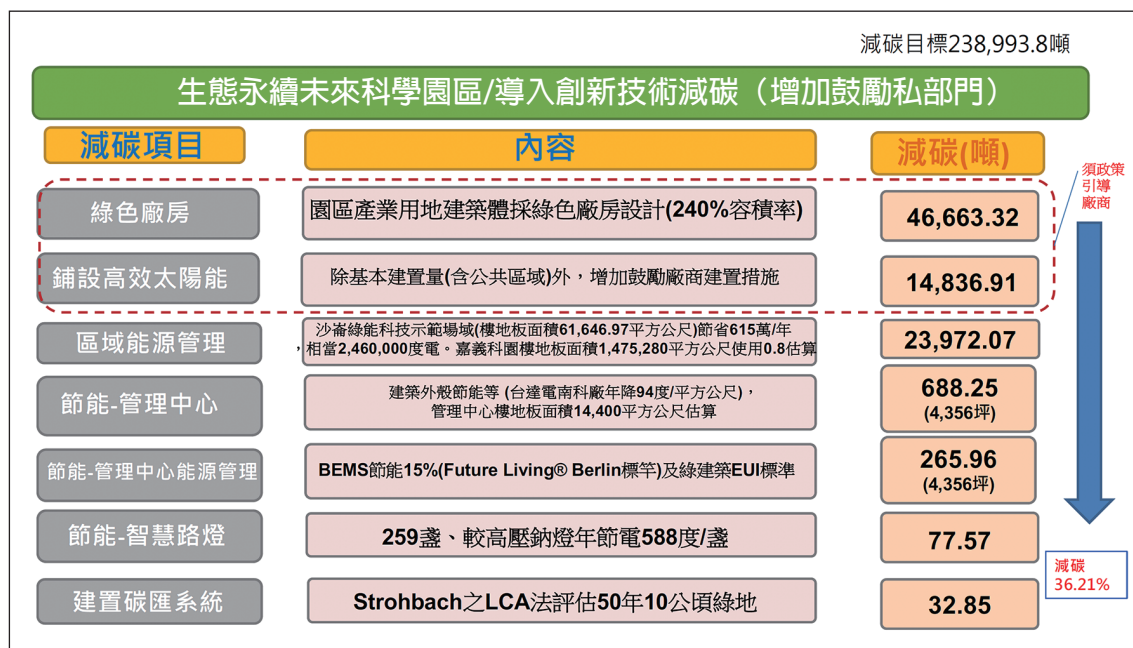 減碳目標238,993.8噸
生態永續未來科學園區/導入創新技術減碳（增加鼓勵私部門）
減碳項目
內容
減碳(噸)
須政策
引導
廠商
綠色廠房
園區產業用地建築體採綠色廠房設計(240%容積率)
46,663.32
鋪設高效太陽能
除基本建置量(含公共區域)外，增加鼓勵廠商建置措施
14,836.91
區域能源管理
沙崙綠能科技示範場域(樓地板面積61,646.97平方公尺)節省615萬/年
，相當2,460,000度電。嘉義科園樓地板面積1,475,280平方公尺使用0.8估算
23,972.07
節能-管理中心
建築外殼節能等 (台達電南科廠年降94度/平方公尺)，
管理中心樓地板面積14,400平方公尺估算
688.25
(4,356坪)
節能-管理中心能源管理
BEMS節能15%(Future Living® Berlin標竿)及綠建築EUI標準
265.96
(4,356坪)
節能-智慧路燈
259盞、較高壓鈉燈年節電588度/盞
77.57
減碳
36.21%
建置碳匯系統
Strohbach之LCA法評估50年10公頃綠地
32.85